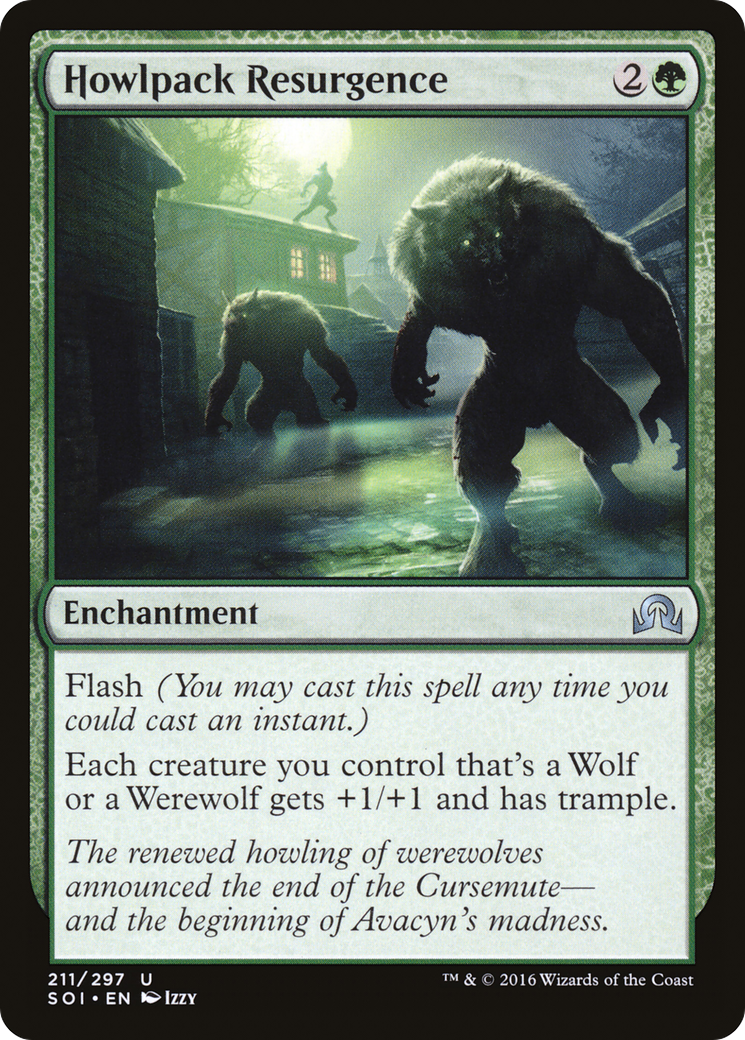 Howlpack Resurgence 2
Enchantment
Flash (You may cast this spell any time you
could cast an instant.)
Each creature you control that's a Wolf
or a Werewolf gets +1/+1 and has trample.
The renewed howling of werewolves
announced the end of the Cursemute—
and the beginning of Avacyn's madness.
211/297 U
SOI • EN Izzy
™ & © 2016 Wizards of the Coast